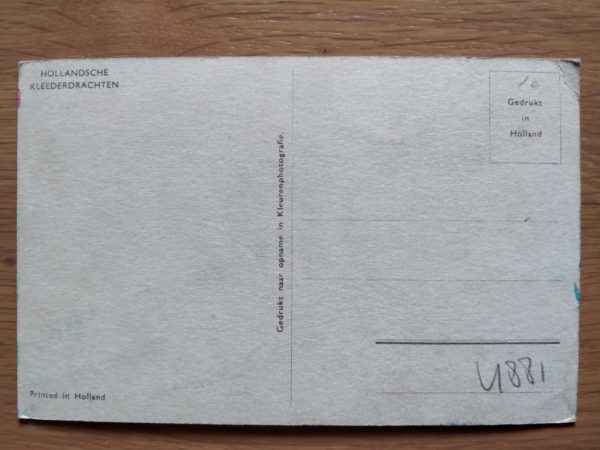 HOLLANDSCHE
KLEEDERDRACHTEN
Gedrukt naar opname in Kleurenphotografie.
10
Gedrukt
in
Holland
Printed in Holland
4881